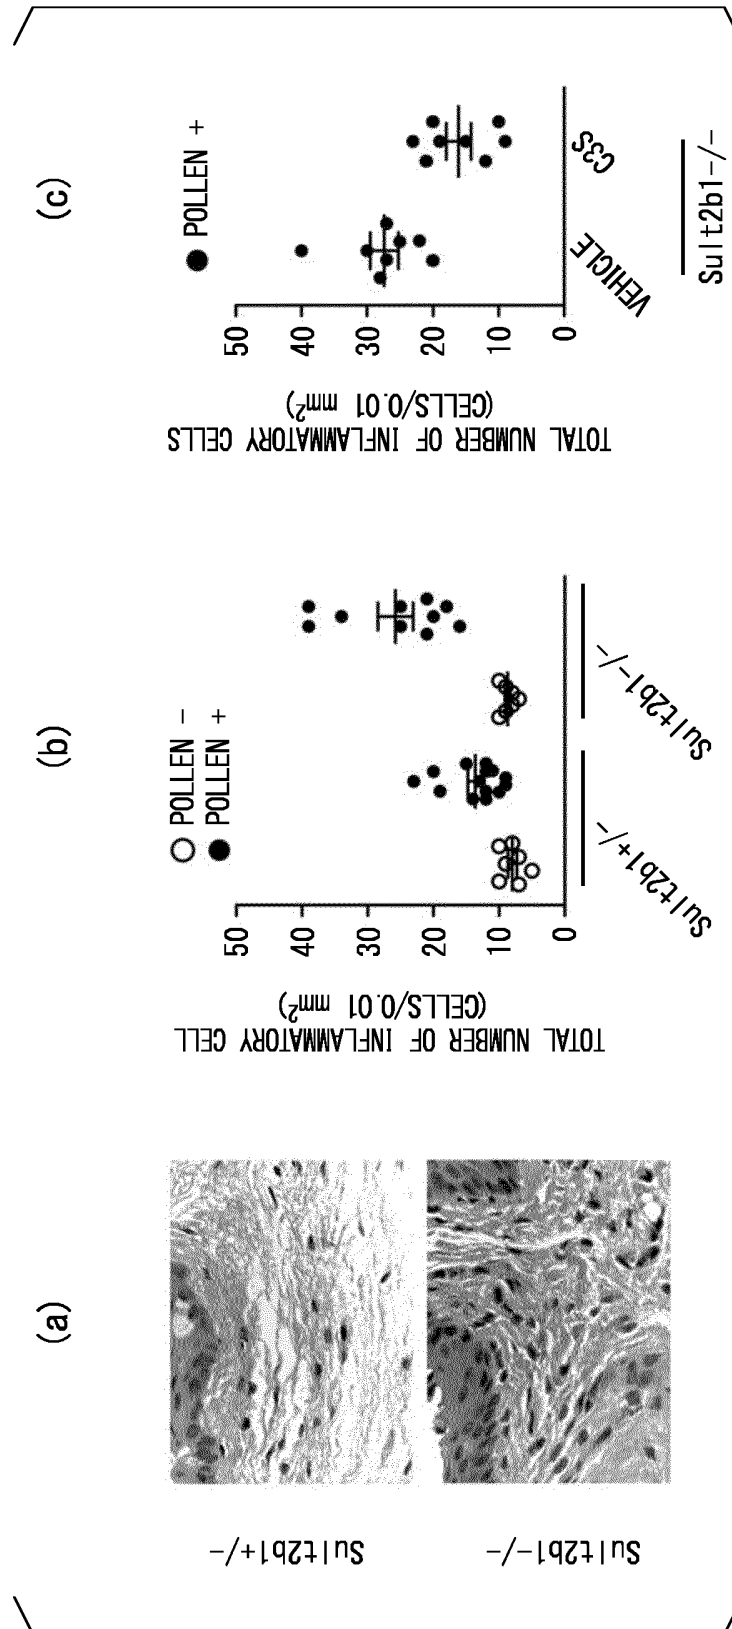 (a)
Sult2b1+/-
Sult2b1-/-
(b)
POLLEN -
POLLEN +
TOTAL NUMBER OF INFLAMMATORY CELL
(CELLS/0.01 mm²)
50
40
30
20
10
0
Sult2b1+/-
Sult2b1-/-
(c)
POLLEN +
TOTAL NUMBER OF INFLAMMATORY CELLS
(CELLS/0.01 mm²)
50
40
30
20
10
0
VEHICLE
C3S
Sult2b1-/-